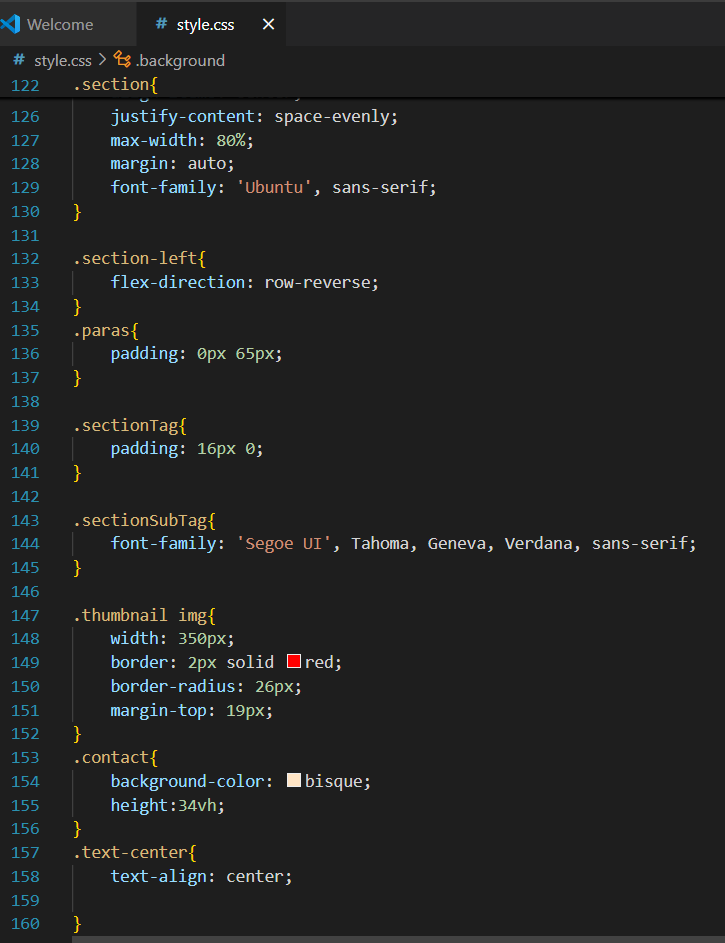 Welcome
# style.css ×
# style.css > .background
122 .section{
126 justify-content: space-evenly;
127 max-width: 80%;
128 margin: auto;
129 font-family: 'Ubuntu', sans-serif;
130 }
131
132 .section-left{
133 flex-direction: row-reverse;
134 }
135 .paras{
136 padding: 0px 65px;
137 }
138
139 .sectionTag{
140 padding: 16px 0;
141 }
142
143 .sectionSubTag{
144 font-family: 'Segoe UI', Tahoma, Geneva, Verdana, sans-serif;
145 }
146
147 .thumbnail img{
148 width: 350px;
149 border: 2px solid red;
150 border-radius: 26px;
151 margin-top: 19px;
152 }
153 .contact{
154 background-color: bisque;
155 height:34vh;
156 }
157 .text-center{
158 text-align: center;
159
160 }